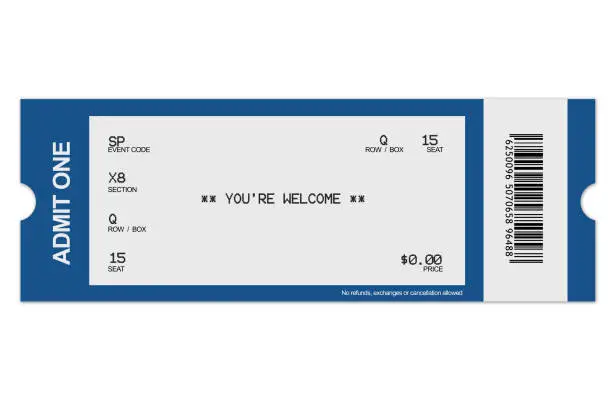 ADMIT ONE
SP
EVENT CODE
Q 15
ROW / BOX SEAT
X8
SECTION
** YOU'RE WELCOME **
Q
ROW / BOX
15
SEAT
$0.00
PRICE
No refunds, exchanges or cancellation allowed
6250096 5070658 96488